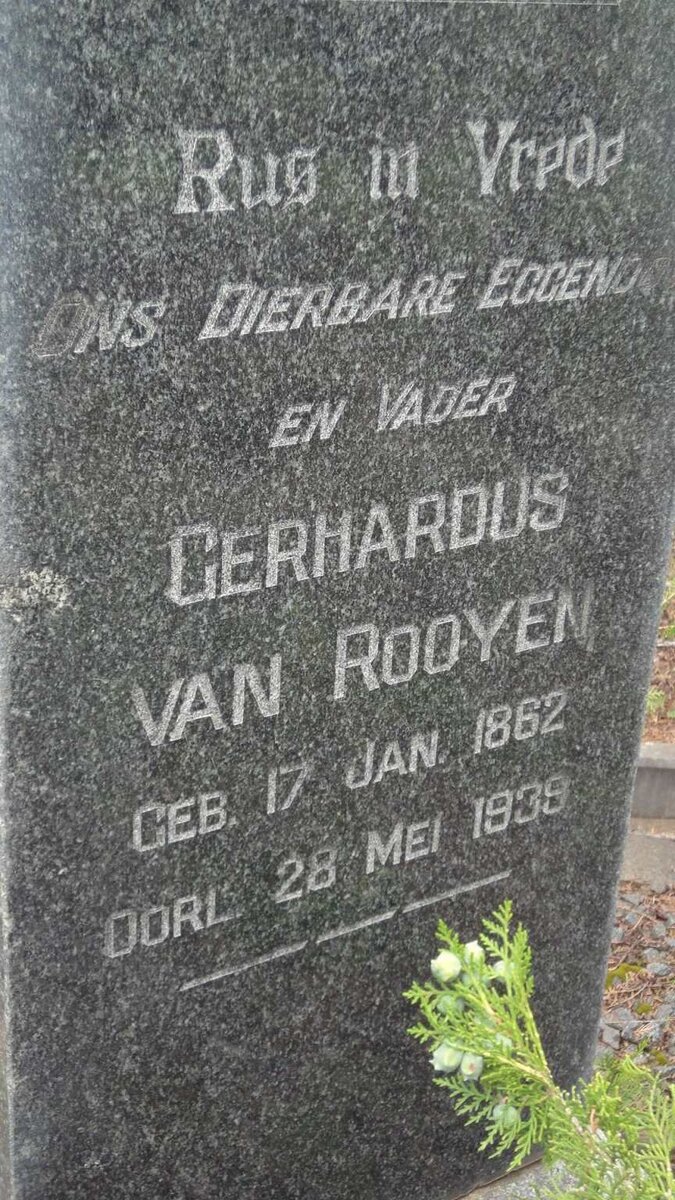 Rus in Vrede
ONS DIERBARE EGGENOOT
EN VADER
GERHARDUS
VAN ROOYEN
GEB. 17 JAN. 1862
OORL. 28 MEI 1939